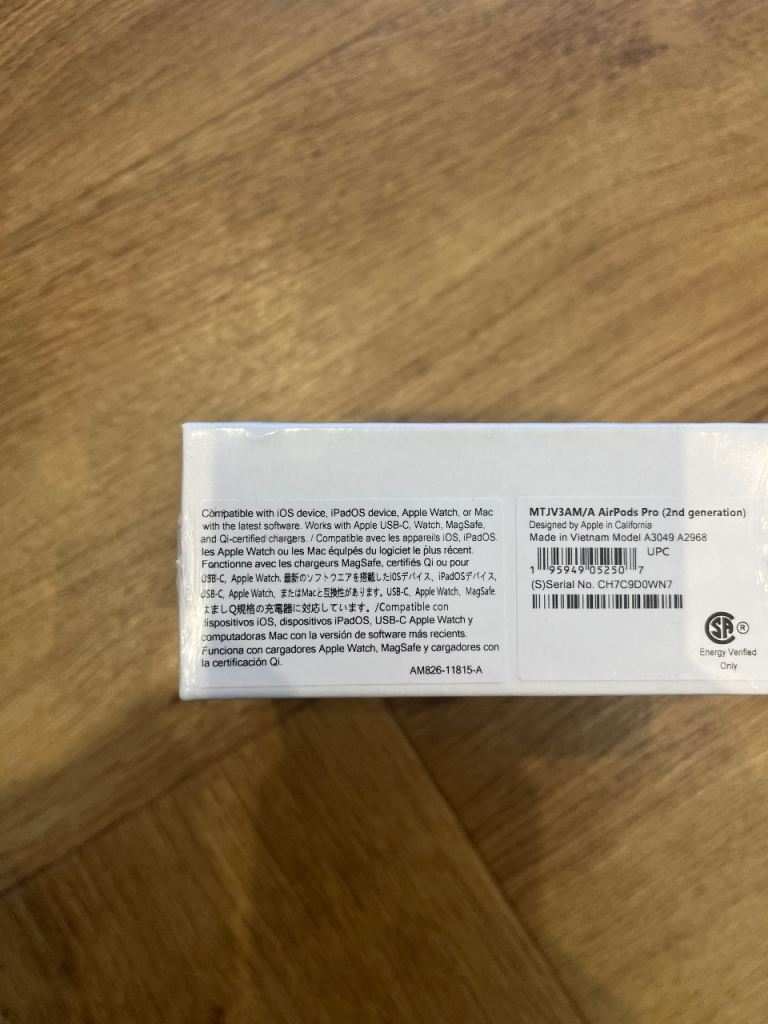 Compatible with iOS device, iPadOS device, Apple Watch, or Mac
with the latest software. Works with Apple USB-C, Watch, MagSafe,
and Qi-certified chargers. / Compatible avec les appareils iOS, iPadOS.
les Apple Watch ou les Mac équipés du logiciet le plus récent.
Fonctionne avec les chargeurs MagSafe, certifiés Qi ou pour
USB-C, Apple Watch. 最新のソフトウエアを搭載したiOSデバイス、iPadOSデバイス,
USB-C, Apple Watch、またはMacと互換性があります。USB-C、Apple Watch、MagSafe.
はましQ規格の充電器に対応しています。/Compatible con
dispositivos iOS, dispositivos iPadOS, USB-C Apple Watch y
computadoras Mac con la versión de software más recients.
Funciona con cargadores Apple Watch, MagSafe y cargadores con
la certificación Qi.
AM826-11815-A
MTJV3AM/A AirPods Pro (2nd generation)
Designed by Apple in California
Made in Vietnam Model A3049 A2968
UPC
1 95949 05250 7
(S)Serial No. CH7C9D0WN7
SA ®
Energy Verified
Only